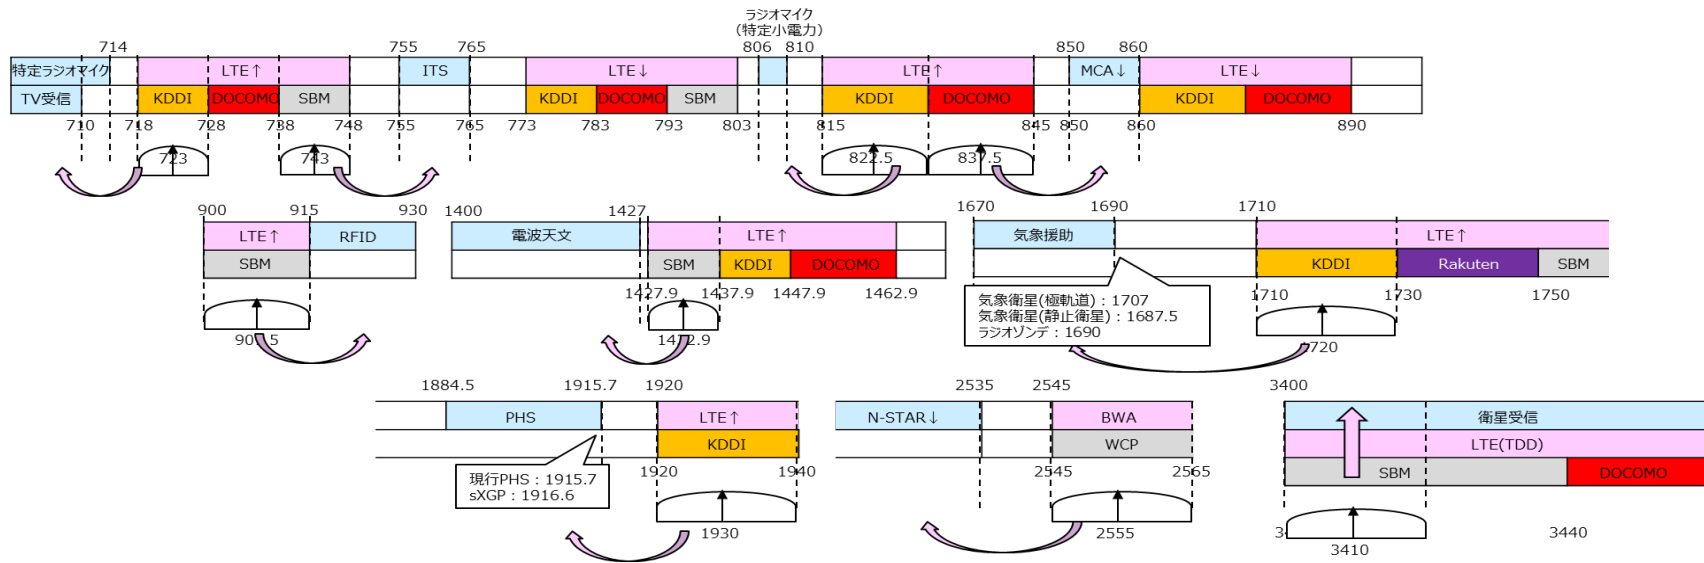 ラジオマイク
(特定小電力)
714 755 765 806 810 850 860
特定ラジオマイク LTE↑ ITS LTE↓ LTE↑ MCA↓ LTE↓
TV受信 KDDI DOCOMO SBM KDDI DOCOMO SBM KDDI DOCOMO KDDI DOCOMO
710 718 728 738 748 755 765 773 783 793 803 815 845 850 860 890
723 743 822.5 837.5
900 915 930 1400 1427 1670 1690 1710
LTE↑ RFID 電波天文 LTE↑ 気象援助 LTE↑
SBM SBM KDDI DOCOMO KDDI Rakuten SBM
1427.9 1437.9 1447.9 1462.9 1710 1730 1750
気象衛星(極軌道):1707
気象衛星(静止衛星):1687.5
ラジオゾンデ:1690
1884.5 1915.7 1920 2535 2545 3400
PHS LTE↑ N-STAR↓ BWA 衛星受信
KDDI WCP LTE(TDD)
SBM DOCOMO
1920 1940 2545 2565
現行PHS:1915.7
sXGP:1916.6
1930 2555 3410 3440